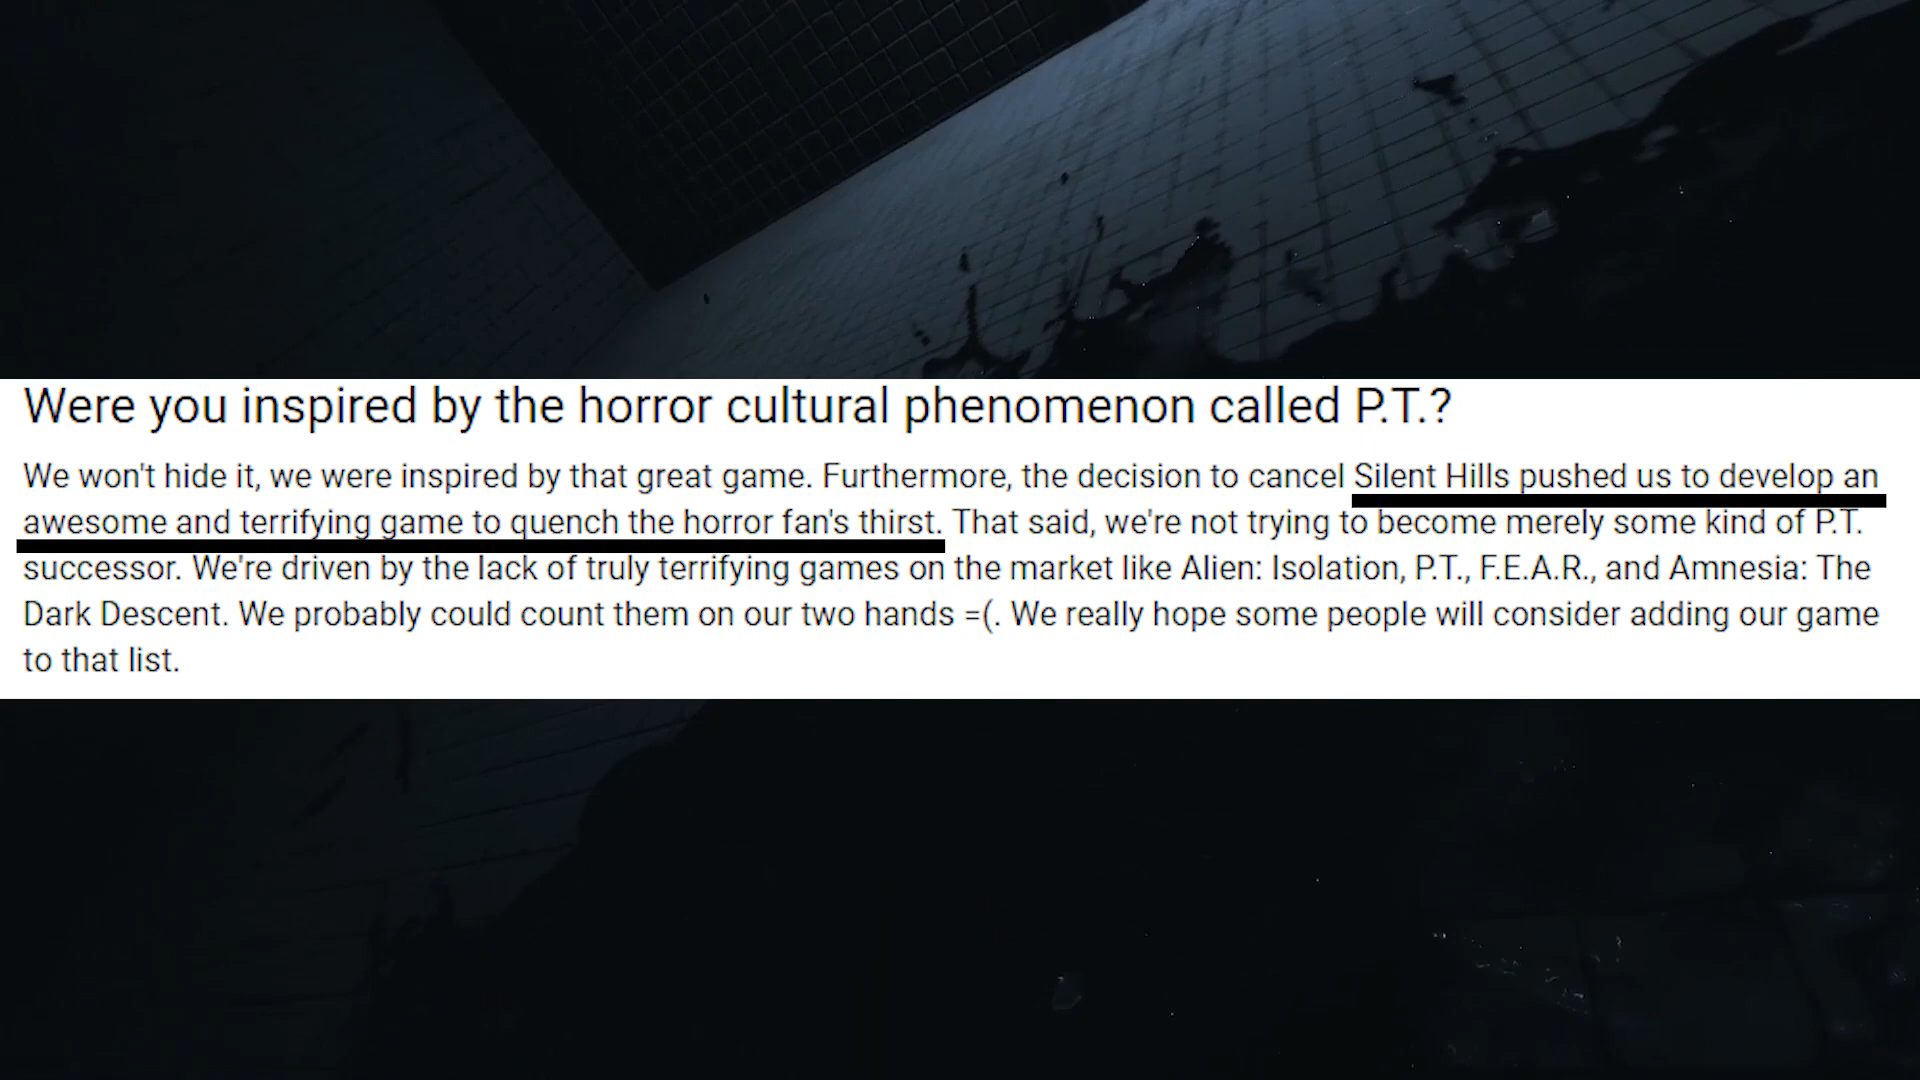 Were you inspired by the horror cultural phenomenon called P.T.?
We won't hide it, we were inspired by that great game. Furthermore, the decision to cancel Silent Hills pushed us to develop an
awesome and terrifying game to quench the horror fan's thirst. That said, we're not trying to become merely some kind of P.T.
successor. We're driven by the lack of truly terrifying games on the market like Alien: Isolation, P.T., F.E.A.R., and Amnesia: The
Dark Descent. We probably could count them on our two hands =(. We really hope some people will consider adding our game
to that list.